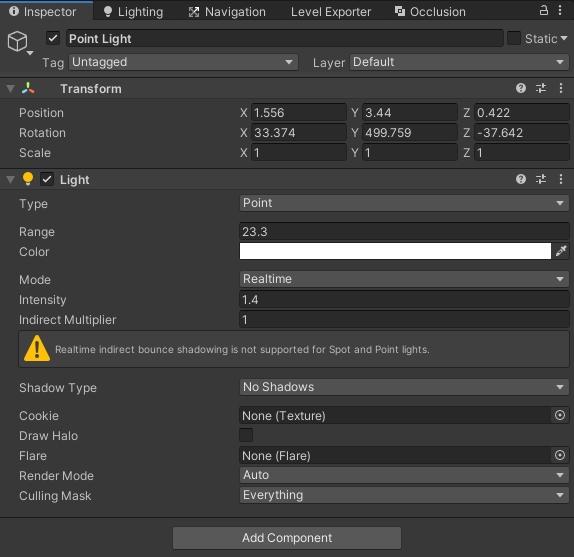 Inspector Lighting Navigation Level Exporter Occlusion
Point Light Static
Tag Untagged Layer Default
Transform
Position X 1.556 Y 3.44 Z 0.422
Rotation X 33.374 Y 499.759 Z -37.642
Scale X 1 Y 1 Z 1
Light
Type Point
Range 23.3
Color
Mode Realtime
Intensity 1.4
Indirect Multiplier 1
Realtime indirect bounce shadowing is not supported for Spot and Point lights.
Shadow Type No Shadows
Cookie None (Texture)
Draw Halo
Flare None (Flare)
Render Mode Auto
Culling Mask Everything
Add Component